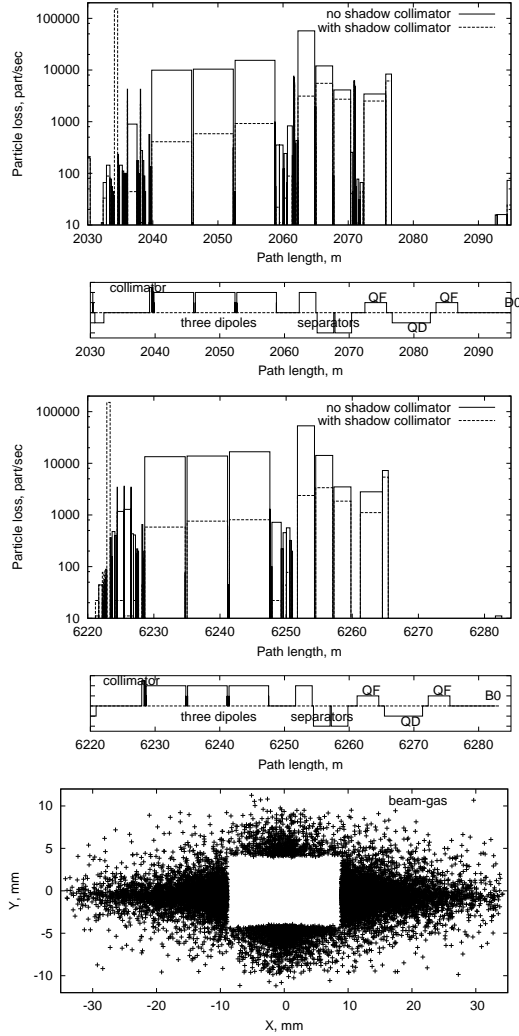 100000
10000
1000
100
10
Particle loss, part/sec
no shadow collimator
with shadow collimator
2030 2040 2050 2060 2070 2080 2090
Path length, m
collimator
QF QF D0
three dipoles separators
QD
2030 2040 2050 2060 2070 2080 2090
Path length, m
100000
10000
1000
100
10
Particle loss, part/sec
no shadow collimator
with shadow collimator
6220 6230 6240 6250 6260 6270 6280
Path length, m
collimator
QF QF B0
three dipoles separators
QD
6220 6230 6240 6250 6260 6270 6280
Path length, m
beam-gas
10
5
0
-5
-10
Y, mm
-30 -20 -10 0 10 20 30
X, mm